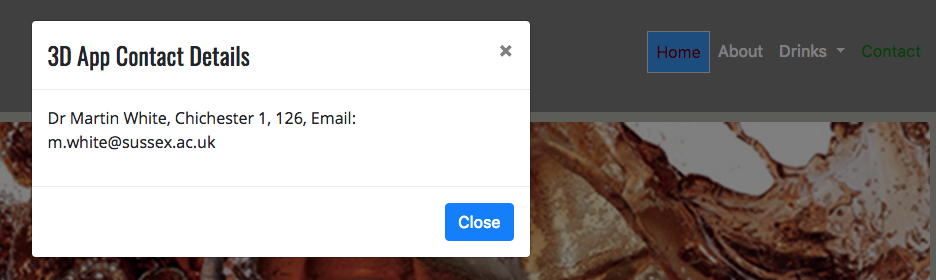 3D App Contact Details ×
Home About Drinks Contact
Dr Martin White, Chichester 1, 126, Email:
m.white@sussex.ac.uk
Close